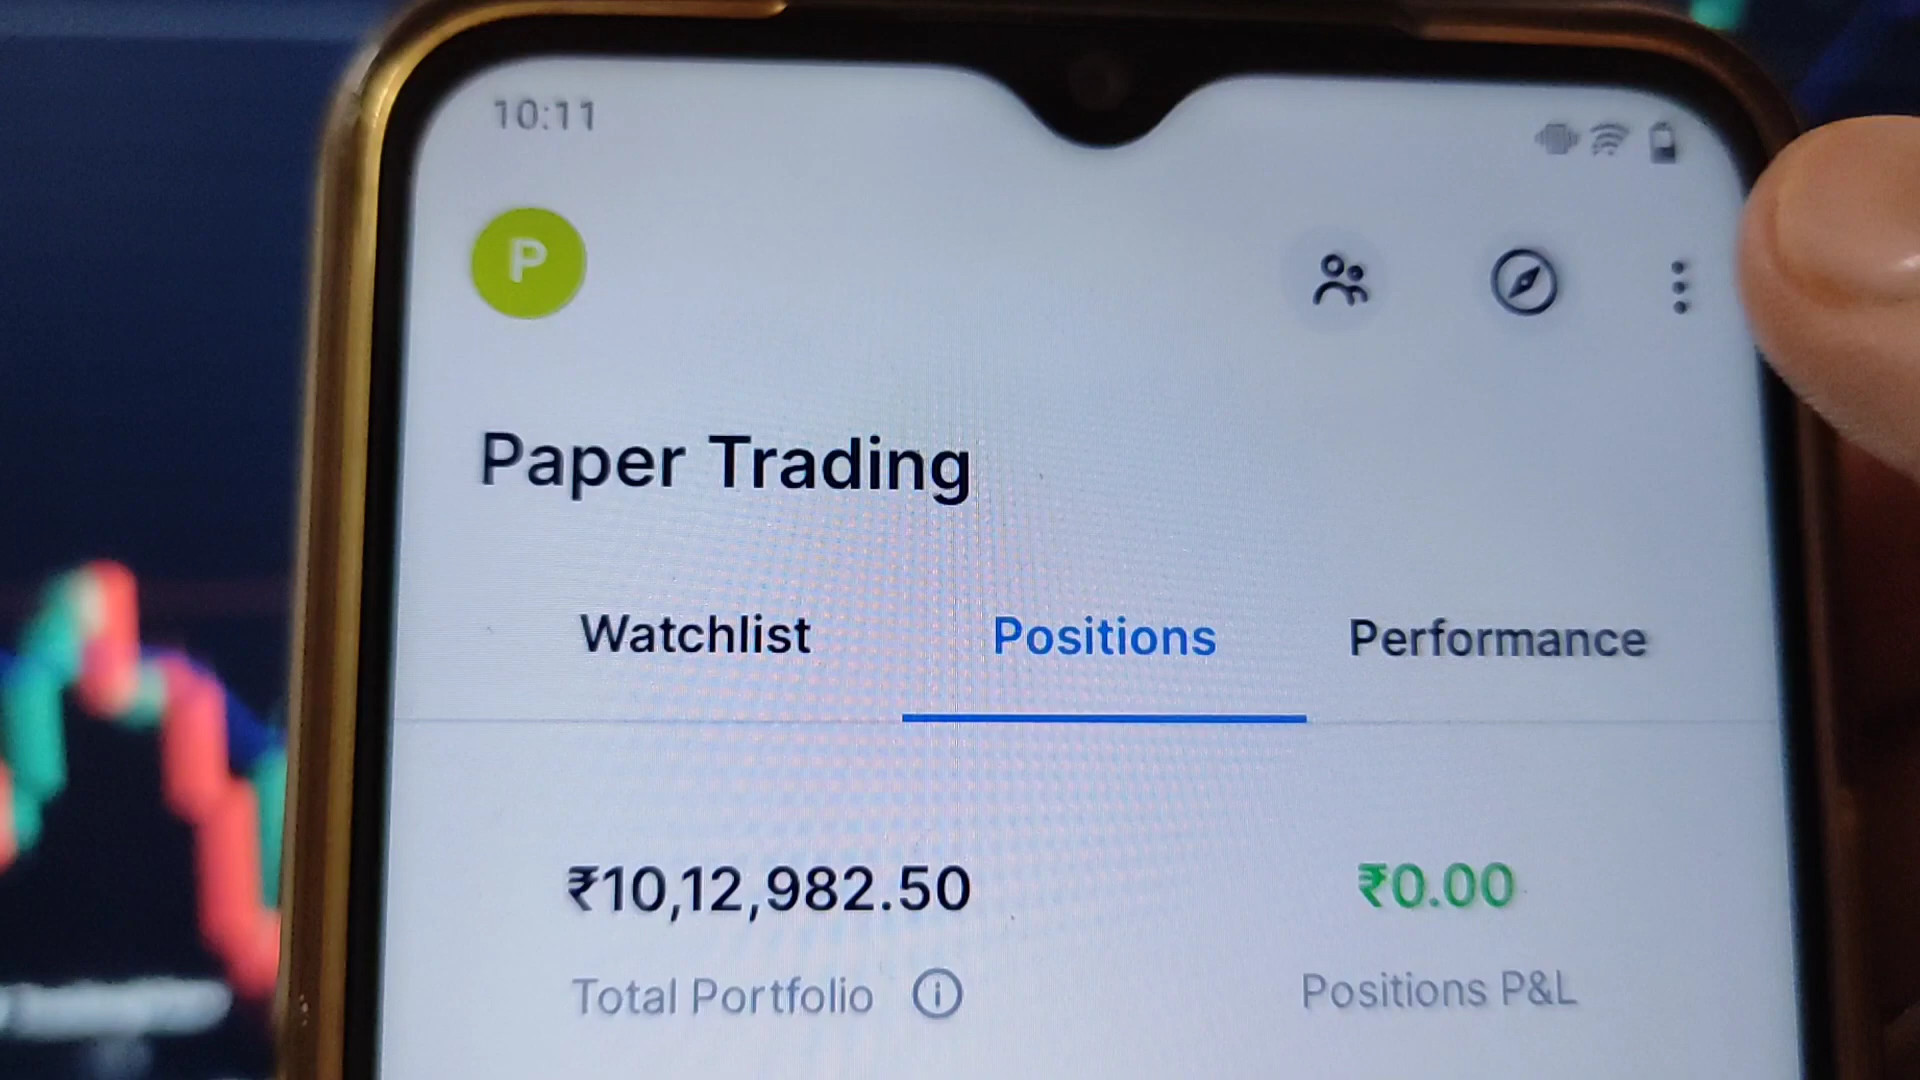 10:11
P
Paper Trading
Watchlist Positions Performance
₹10,12,982.50 ₹0.00
Total Portfolio Positions P&L